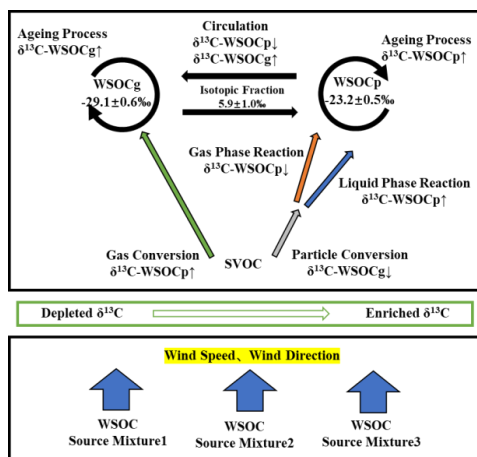 Circulation
δ¹³C-WSOCp↓
δ¹³C-WSOCg↑
Ageing Process
δ¹³C-WSOCg↑
Ageing Process
δ¹³C-WSOCp↑
WSOCg
-29.1±0.6‰
Isotopic Fraction
5.9±1.0‰
WSOCp
-23.2±0.5‰
Gas Phase Reaction
δ¹³C-WSOCp↓
Liquid Phase Reaction
δ¹³C-WSOCp↑
Gas Conversion
δ¹³C-WSOCp↑
SVOC
Particle Conversion
δ¹³C-WSOCg↓
Depleted δ¹³C
Enriched δ¹³C
Wind Speed、Wind Direction
WSOC
Source Mixture1
WSOC
Source Mixture2
WSOC
Source Mixture3